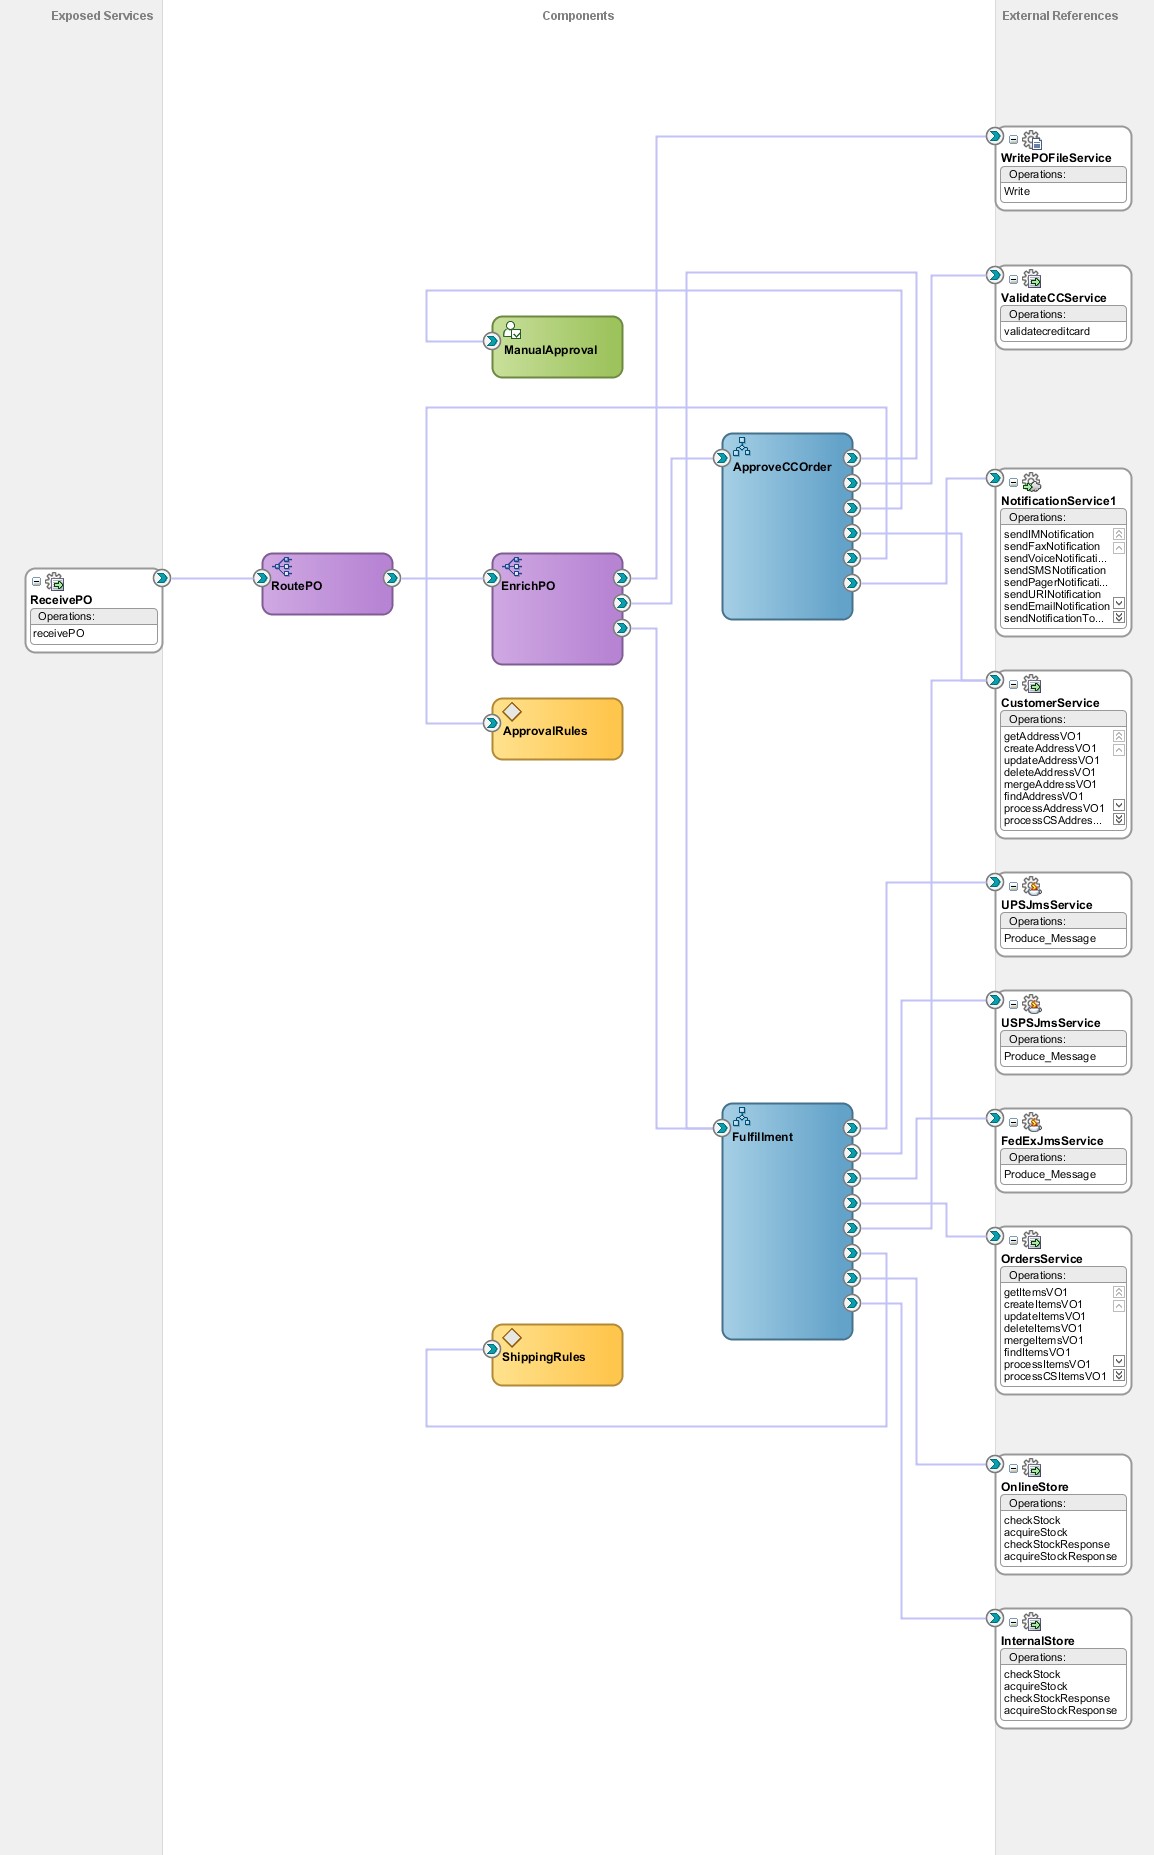 Exposed Services
Components
External References
WritePOFileService
Operations:
Write
ValidateCCService
Operations:
validatecreditcard
ManualApproval
ApproveCCOrder
NotificationService1
Operations:
sendIMNotification
sendFaxNotification
sendVoiceNotificati...
sendSMSNotification
sendPagerNotificati...
sendURINotification
sendEmailNotification
sendNotificationTo...
ReceivePO
Operations:
receivePO
RoutePO
EnrichPO
ApprovalRules
CustomerService
Operations:
getAddressVO1
createAddressVO1
updateAddressVO1
deleteAddressVO1
mergeAddressVO1
findAddressVO1
processAddressVO1
processCSAddres...
UPSJmsService
Operations:
Produce_Message
USPSJmsService
Operations:
Produce_Message
Fulfillment
FedExJmsService
Operations:
Produce_Message
OrdersService
Operations:
getItemsVO1
createItemsVO1
updateItemsVO1
deleteItemsVO1
mergeItemsVO1
findItemsVO1
processItemsVO1
processCSItemsVO1
ShippingRules
OnlineStore
Operations:
checkStock
acquireStock
checkStockResponse
acquireStockResponse
InternalStore
Operations:
checkStock
acquireStock
checkStockResponse
acquireStockResponse